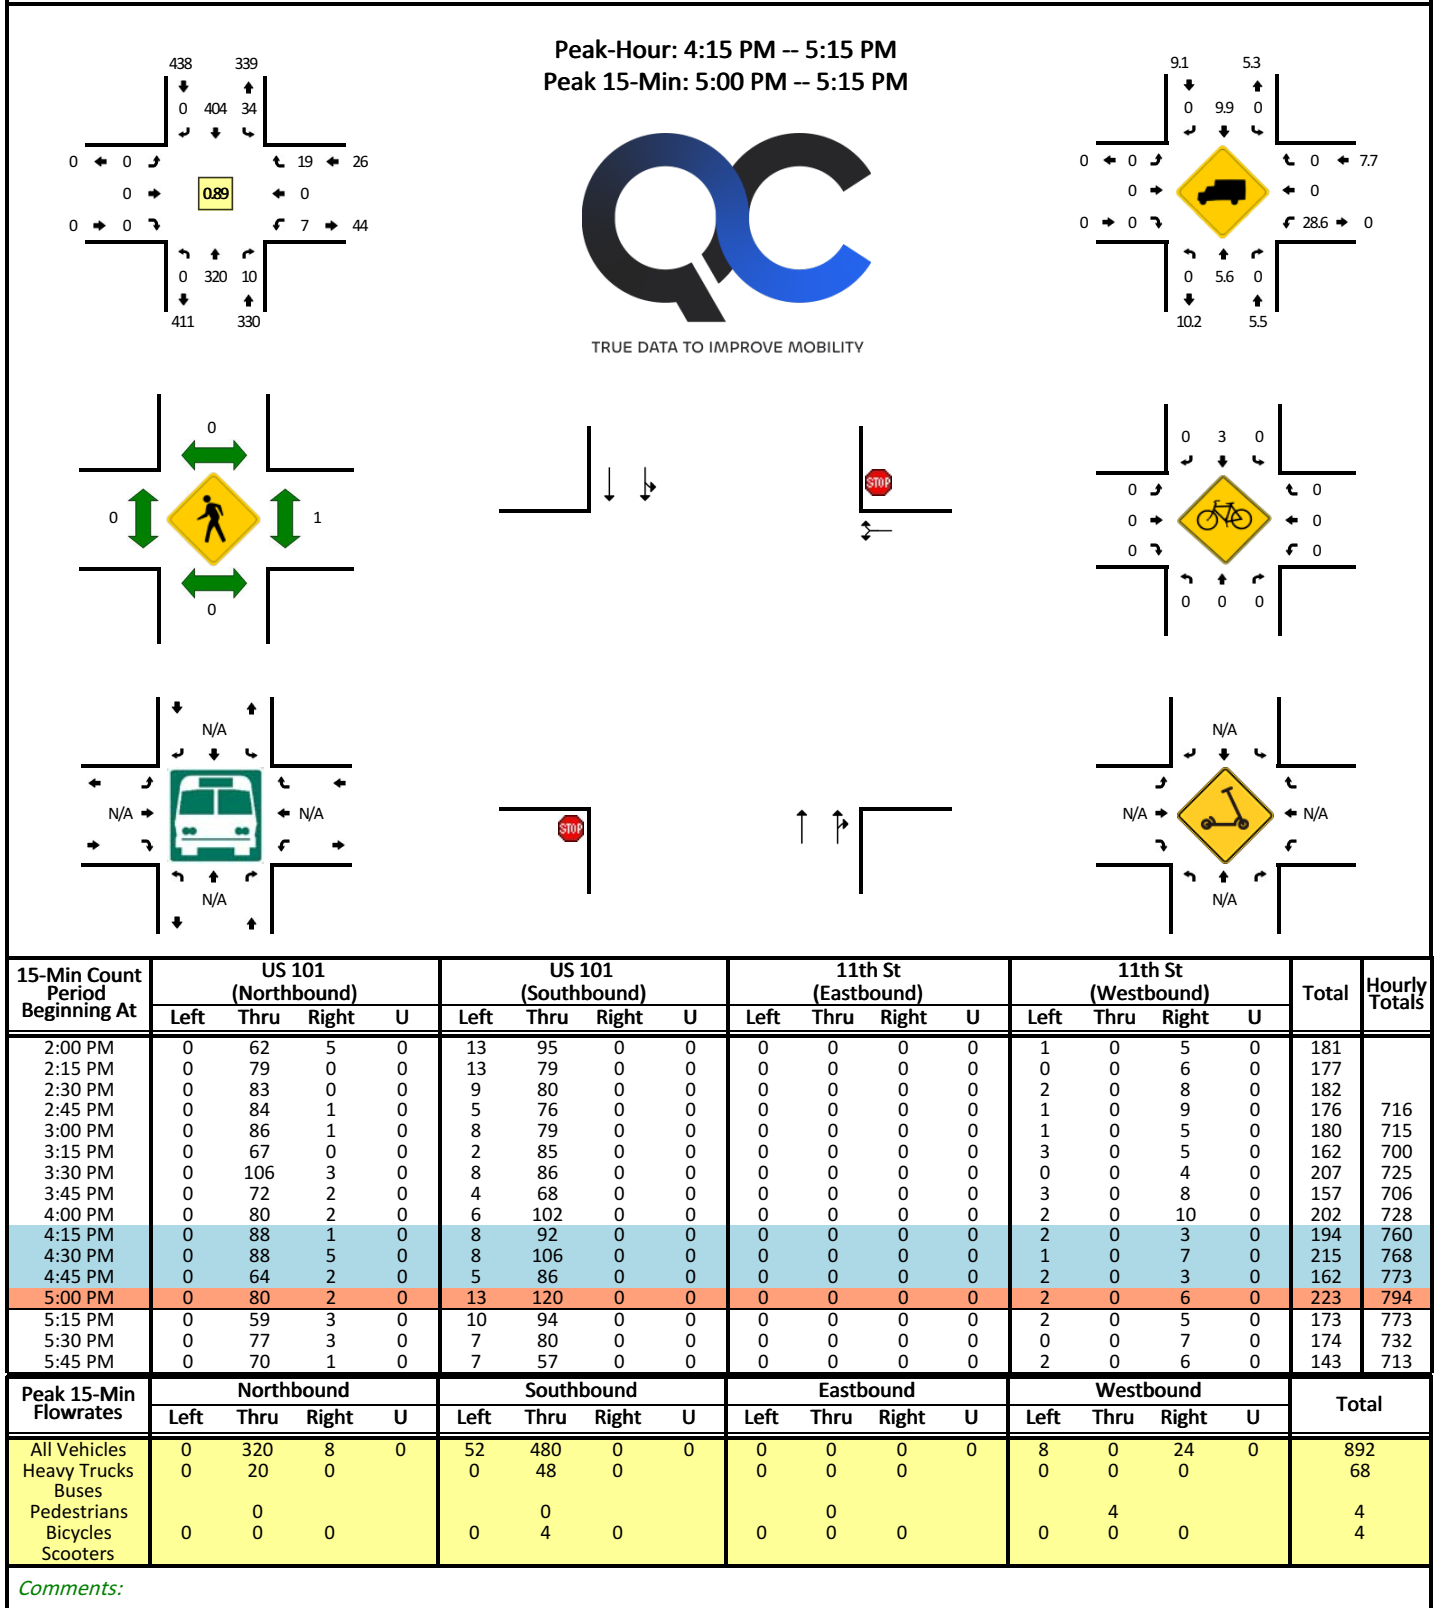 Peak-Hour: 4:15 PM -- 5:15 PM
Peak 15-Min: 5:00 PM -- 5:15 PM
438 339
0 404 34
0 0 19 26
0 0.89 0
0 0 7 44
0 320 10
411 330
TRUE DATA TO IMPROVE MOBILITY
9.1 5.3
0 9.9 0
0 0 0 7.7
0 0
0 0 28.6 0
0 5.6 0
10.2 5.5
0
0 1
0
STOP
STOP
0 3 0
0 0
0 0
0 0
0 0 0
N/A
N/A N/A
N/A
N/A
N/A N/A
N/A
15-Min Count Period Beginning At US 101 (Northbound) US 101 (Southbound) 11th St (Eastbound) 11th St (Westbound) Total Hourly Totals
Left Thru Right U Left Thru Right U Left Thru Right U Left Thru Right U
2:00 PM 0 62 5 0 13 95 0 0 0 0 0 0 1 0 5 0 181
2:15 PM 0 79 0 0 13 79 0 0 0 0 0 0 0 0 6 0 177
2:30 PM 0 83 0 0 9 80 0 0 0 0 0 0 2 0 8 0 182
2:45 PM 0 84 1 0 5 76 0 0 0 0 0 0 1 0 9 0 176 716
3:00 PM 0 86 1 0 8 79 0 0 0 0 0 0 1 0 5 0 180 715
3:15 PM 0 67 0 0 2 85 0 0 0 0 0 0 3 0 5 0 162 700
3:30 PM 0 106 3 0 8 86 0 0 0 0 0 0 0 0 4 0 207 725
3:45 PM 0 72 2 0 4 68 0 0 0 0 0 0 3 0 8 0 157 706
4:00 PM 0 80 2 0 6 102 0 0 0 0 0 0 2 0 10 0 202 728
4:15 PM 0 88 1 0 8 92 0 0 0 0 0 0 2 0 3 0 194 760
4:30 PM 0 88 5 0 8 106 0 0 0 0 0 0 1 0 7 0 215 768
4:45 PM 0 64 2 0 5 86 0 0 0 0 0 0 2 0 3 0 162 773
5:00 PM 0 80 2 0 13 120 0 0 0 0 0 0 2 0 6 0 223 794
5:15 PM 0 59 3 0 10 94 0 0 0 0 0 0 2 0 5 0 173 773
5:30 PM 0 77 3 0 7 80 0 0 0 0 0 0 0 0 7 0 174 732
5:45 PM 0 70 1 0 7 57 0 0 0 0 0 0 2 0 6 0 143 713
Peak 15-Min Flowrates Northbound Southbound Eastbound Westbound Total
Left Thru Right U Left Thru Right U Left Thru Right U Left Thru Right U
All Vehicles 0 320 8 0 52 480 0 0 0 0 0 0 8 0 24 0 892
Heavy Trucks 0 20 0 0 48 0 0 0 0 0 0 0 68
Buses
Pedestrians 0 0 0 4 4
Bicycles 0 0 0 0 4 0 0 0 0 0 0 0 4
Scooters
Comments: